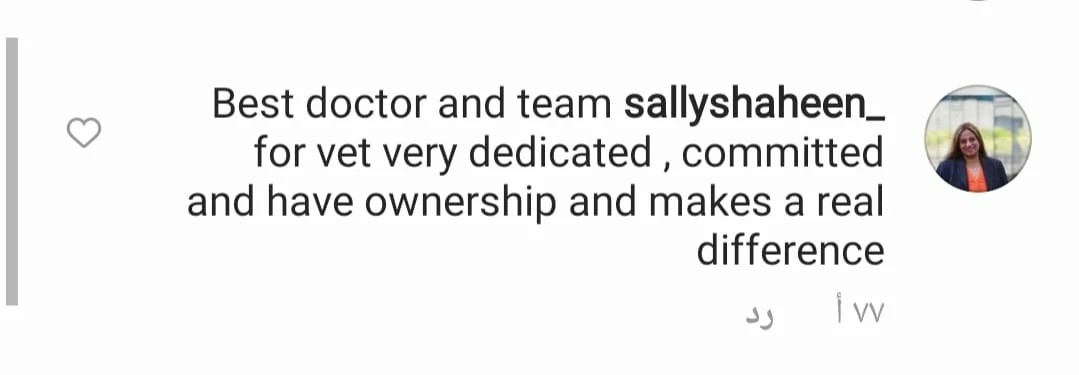 Best doctor and team sallyshaheen_
for vet very dedicated , committed
and have ownership and makes a real
difference
٧٧ أ رد